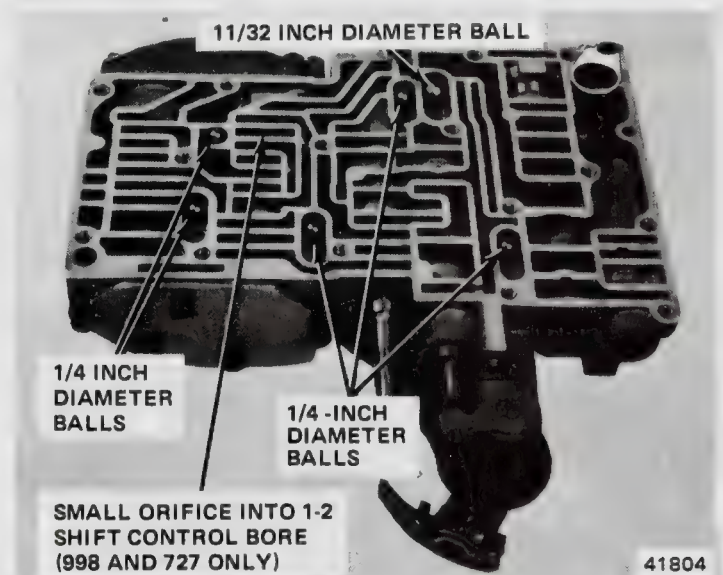 11/32 INCH DIAMETER BALL
1/4 INCH
DIAMETER
BALLS
1/4 -INCH
DIAMETER
BALLS
SMALL ORIFICE INTO 1-2
SHIFT CONTROL BORE
(998 AND 727 ONLY)
41804